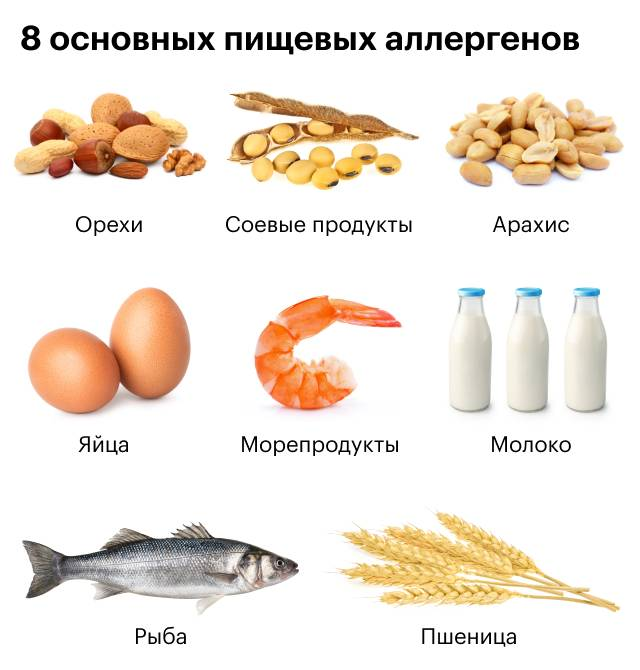 8 основных пищевых аллергенов
Орехи
Соевые продукты
Арахис
Яйца
Морепродукты
Молоко
Рыба
Пшеница